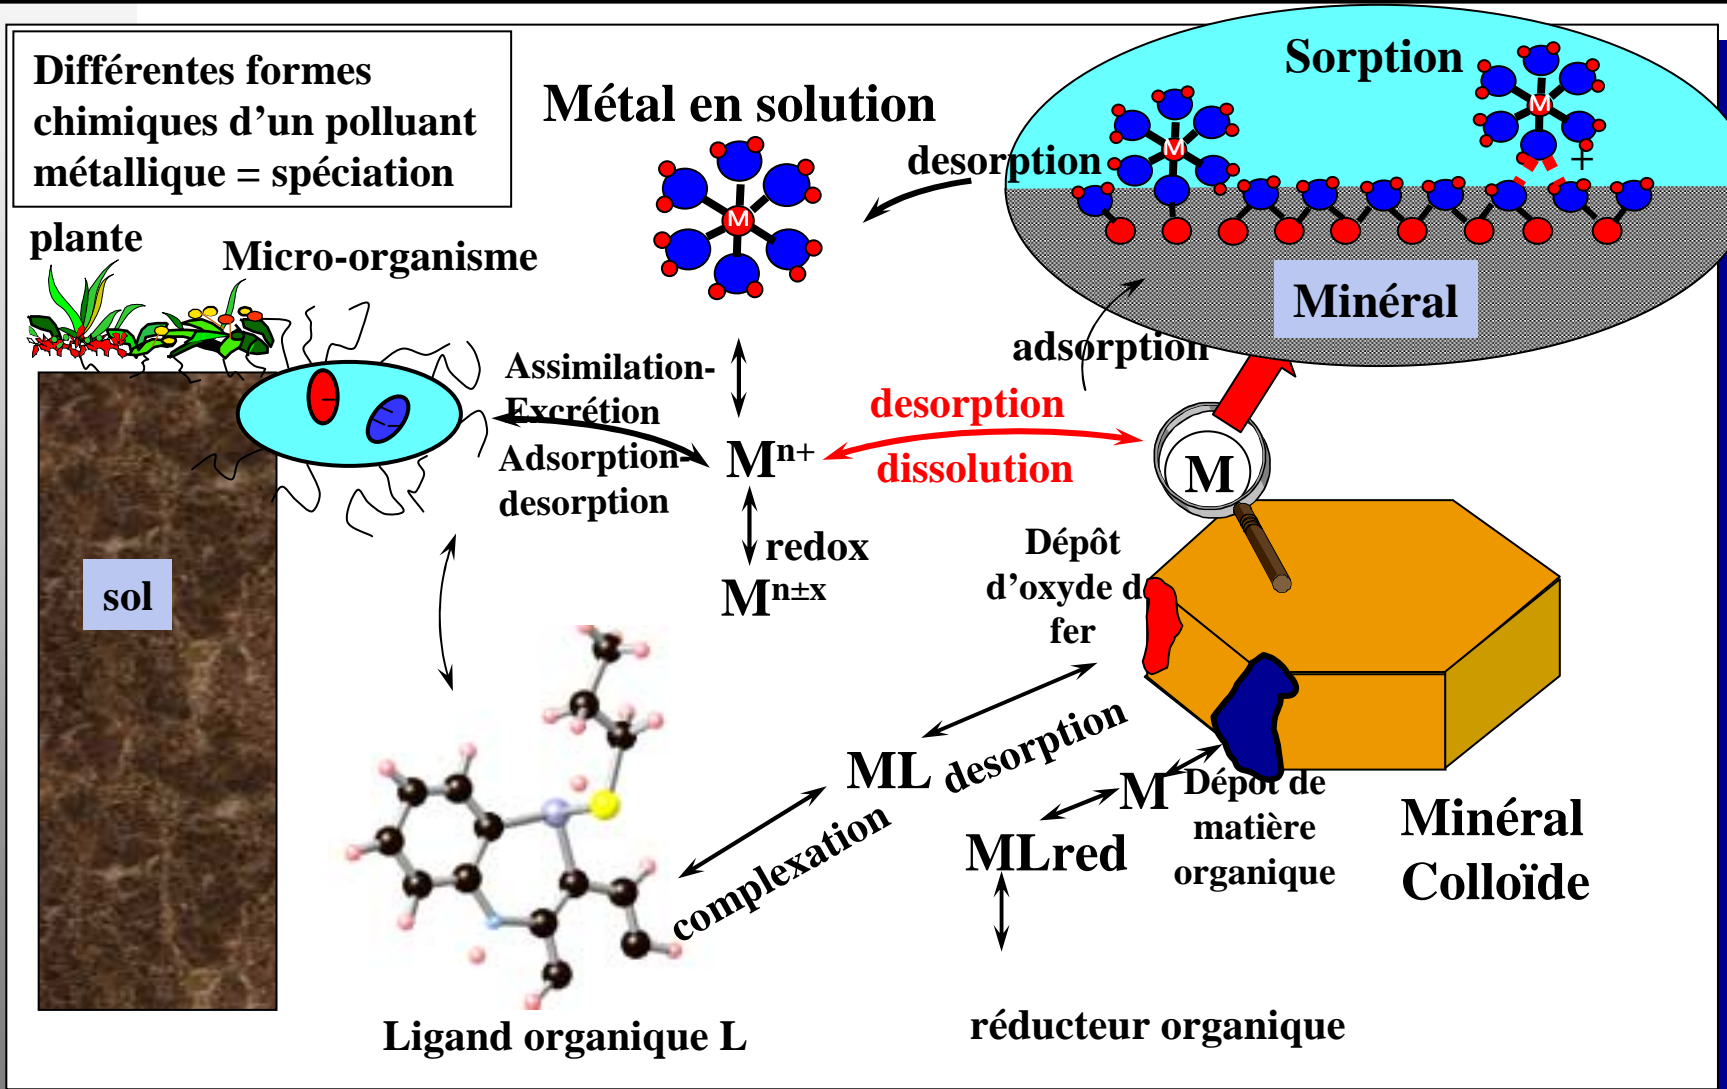 Différentes formes
chimiques d’un polluant
métallique = spéciation
Métal en solution
Sorption
M
M
M
+
desorption
plante
Micro-organisme
Minéral
adsorption
Assimilation-
Excrétion
Adsorption-
desorption
desorption
dissolution
Mn+
M
redox
Mn±x
sol
Dépôt
d’oxyde d
fer
ML
desorption
complexation
M
MLred
Dépôt de
matière
organique
Minéral
Colloïde
réducteur organique
Ligand organique L